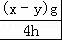 (x – y)g
4h